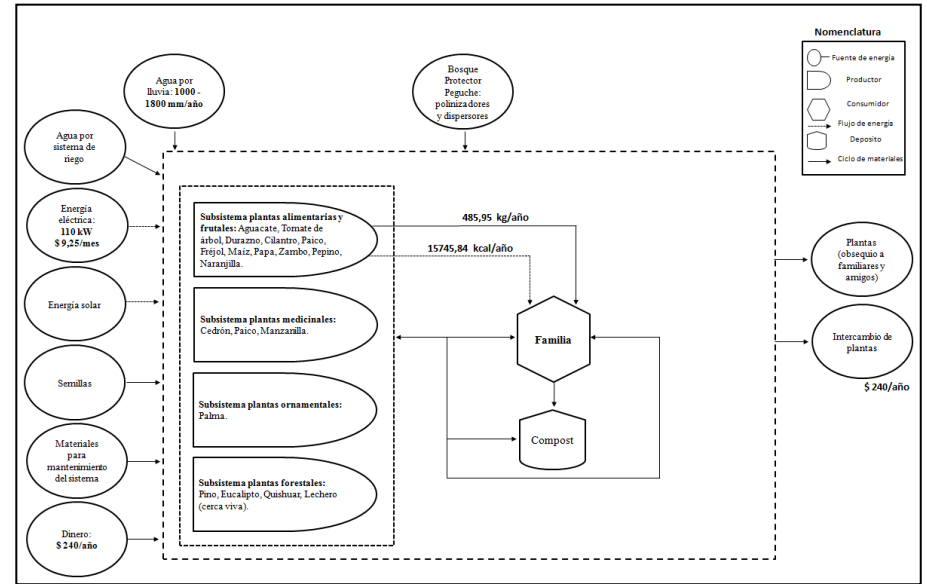 Nomenclatura
Fuente de energía
Productor
Consumidor
Flujo de energía
Deposito
Ciclo de materiales
Agua por
lluvia: 1000 -
1800 mm/año
Bosque
Protector
Peguche:
polinizadores
y dispersores
Agua por
sistema de
riego
Energía
eléctrica:
110 kW
$ 9,25/mes
Energía solar
Semillas
Materiales
para
mantenimiento
del sistema
Dinero:
$ 240/año
Subsistema plantas alimentarias y
frutales: Aguacate, Tomate de
árbol, Durazno, Cilantro, Paico,
Fréjol, Maíz, Papa, Zambo, Pepino,
Naranjilla.
Subsistema plantas medicinales:
Cedrón, Paico, Manzanilla.
Subsistema plantas ornamentales:
Palma.
Subsistema plantas forestales:
Pino, Eucalipto, Quishuar, Lechero
(cerca viva).
485,95 kg/año
15745,84 kcal/año
Familia
Compost
Plantas
(obsequio a
familiares y
amigos)
Intercambio de
plantas
$ 240/año